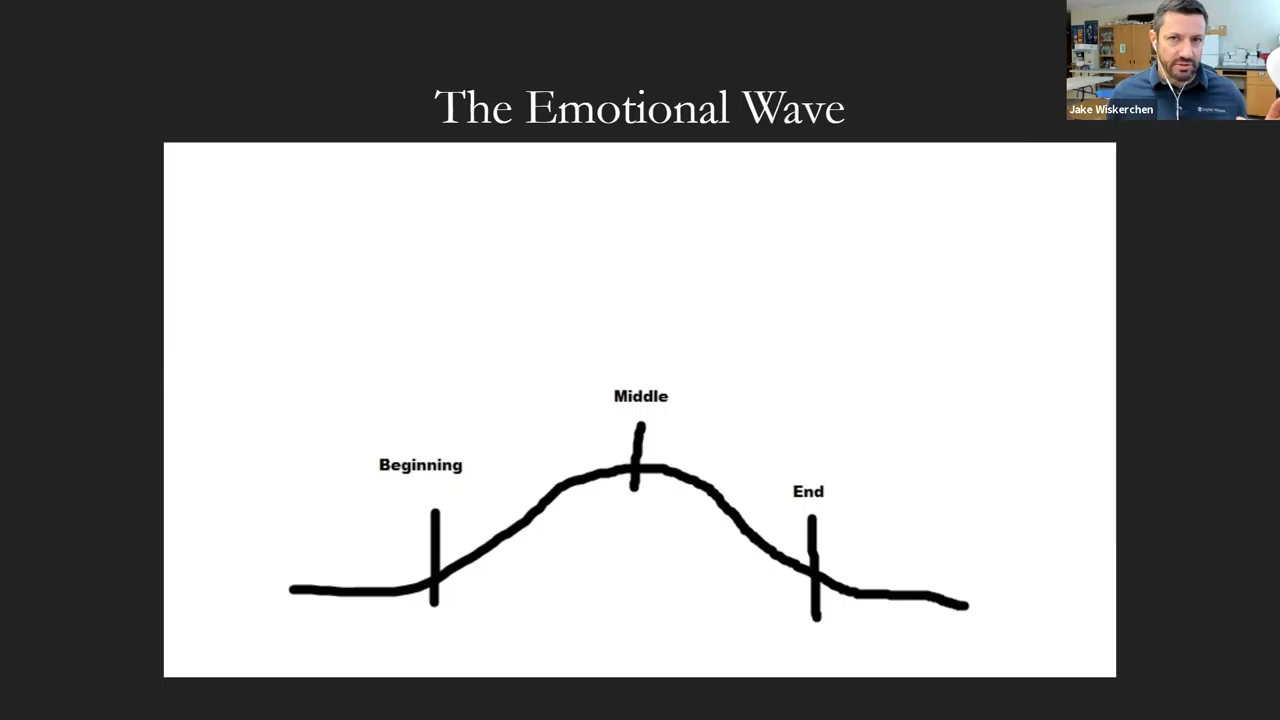 The Emotional Wave
Jake Wiskerchen
Middle
Beginning
End